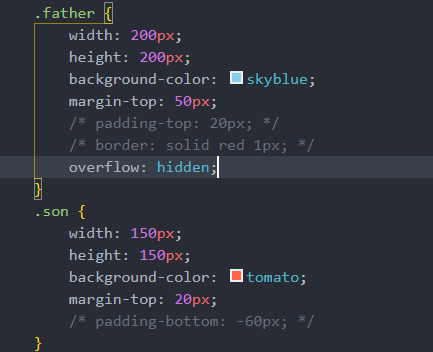 .father {
    width: 200px;
    height: 200px;
    background-color: skyblue;
    margin-top: 50px;
    /* padding-top: 20px; */
    /* border: solid red 1px; */
    overflow: hidden;
}
.son {
    width: 150px;
    height: 150px;
    background-color: tomato;
    margin-top: 20px;
    /* padding-bottom: -60px; */
}